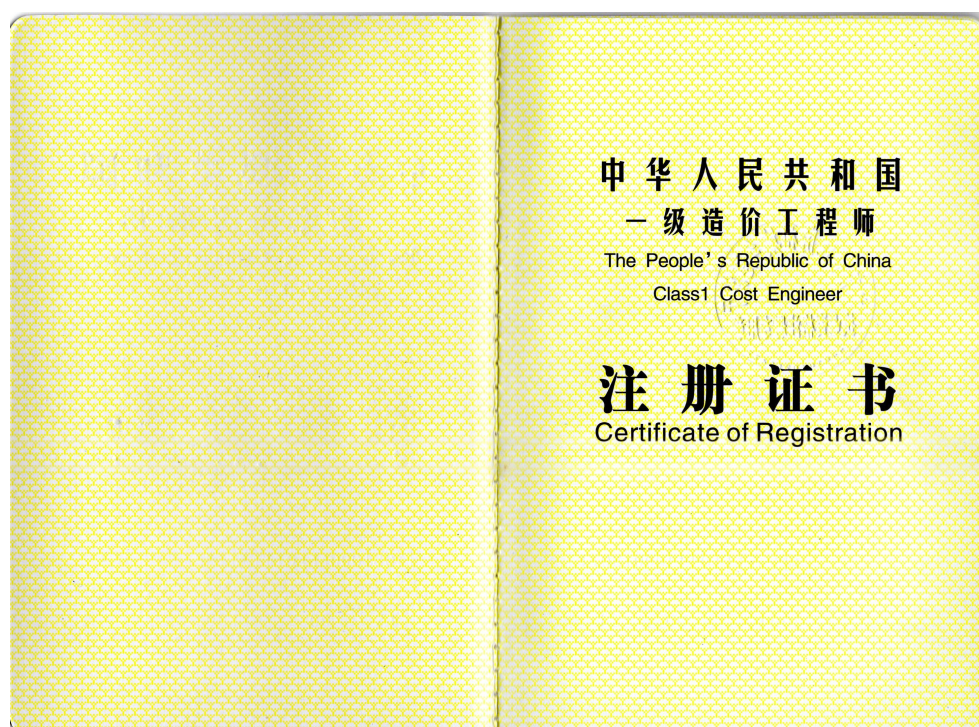 中华人民共和国
一级造价工程师
The People's Republic of China
Class1 Cost Engineer
注册证书
Certificate of Registration